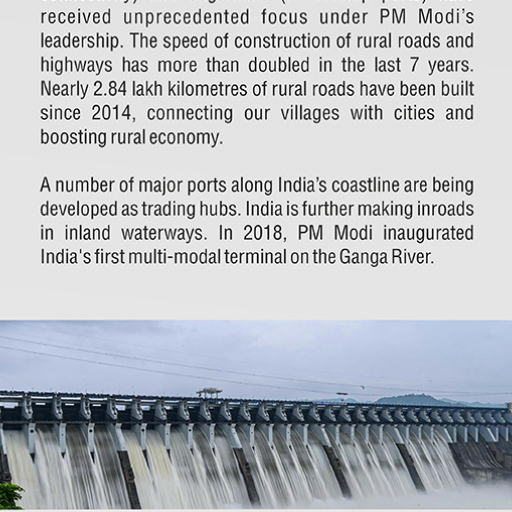 received unprecedented focus under PM Modi's
leadership. The speed of construction of rural roads and
highways has more than doubled in the last 7 years.
Nearly 2.84 lakh kilometres of rural roads have been built
since 2014, connecting our villages with cities and
boosting rural economy.
A number of major ports along India's coastline are being
developed as trading hubs. India is further making inroads
in inland waterways. In 2018, PM Modi inaugurated
India's first multi-modal terminal on the Ganga River.